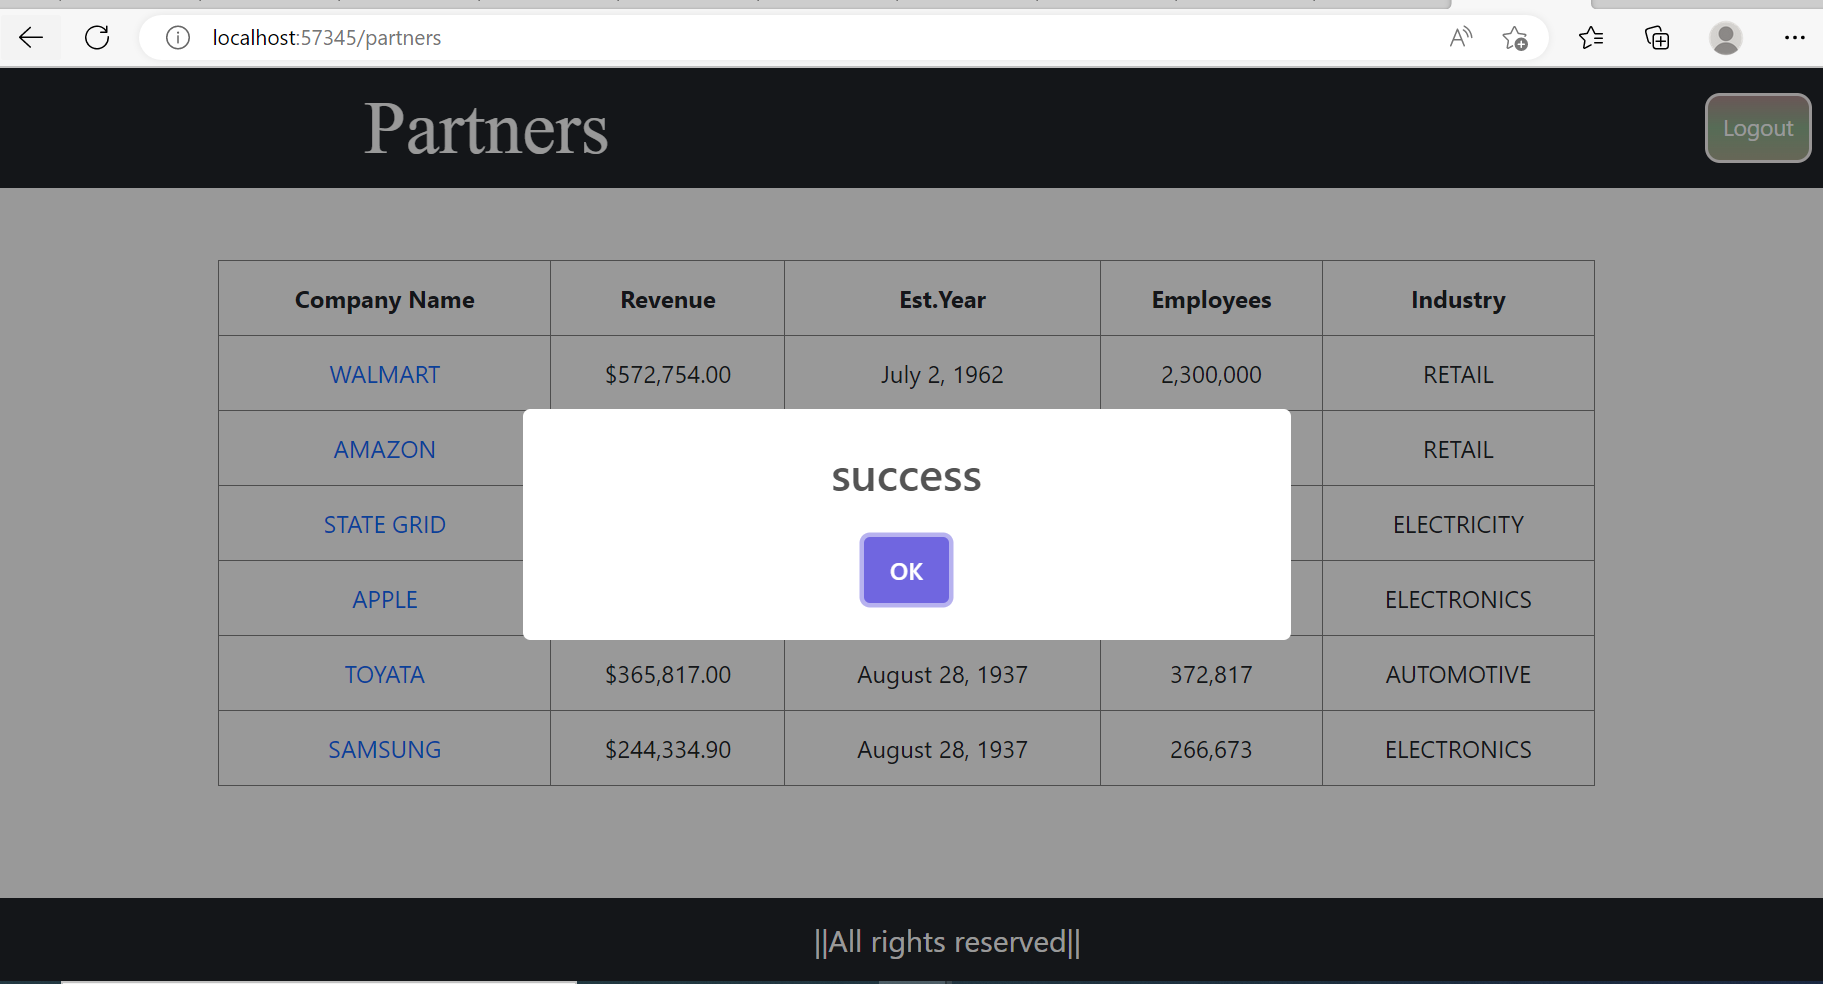 localhost:57345/partners
Partners
Logout
Company Name Revenue Est.Year Employees Industry
WALMART $572,754.00 July 2, 1962 2,300,000 RETAIL
AMAZON RETAIL
success
STATE GRID ELECTRICITY
OK
APPLE ELECTRONICS
TOYATA $365,817.00 August 28, 1937 372,817 AUTOMOTIVE
SAMSUNG $244,334.90 August 28, 1937 266,673 ELECTRONICS
||All rights reserved||